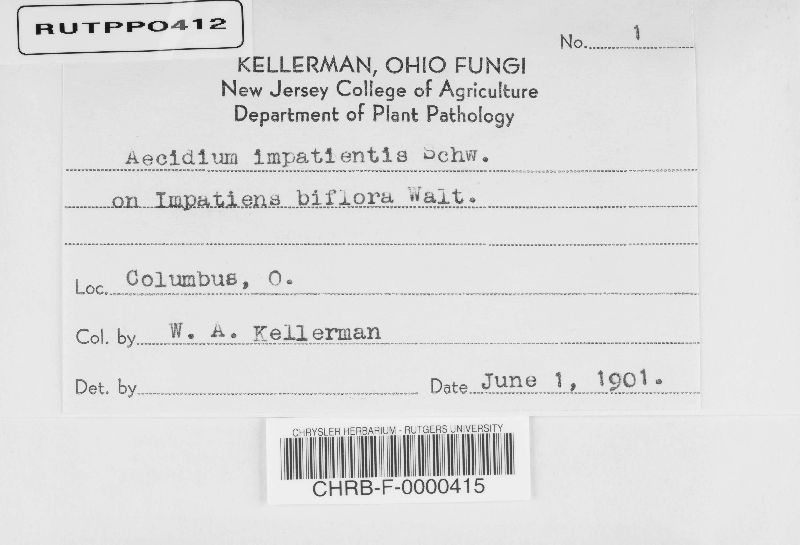 RUTPP0412
No. 1
KELLERMAN, OHIO FUNGI
New Jersey College of Agriculture
Department of Plant Pathology
Aecidium impatientis Schw.
on Impatiens biflora Walt.
Loc. Columbus, O.
Col. by W. A. Kellerman
Det. by Date June 1, 1901.
CHRYSLER HERBARIUM - RUTGERS UNIVERSITY
CHRB-F-0000415